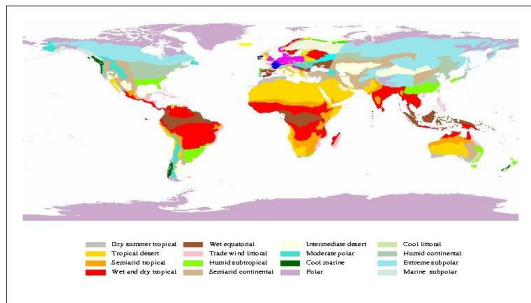 Dry summer tropical
Wet equatorial
Intermediate desert
Cool littoral
Tropical desert
Trade wind littoral
Moderate polar
Humid continental
Semiarid tropical
Humid subtropical
Cool marine
Extreme subpolar
Wet and dry tropical
Semiarid continental
Polar
Marine subpolar